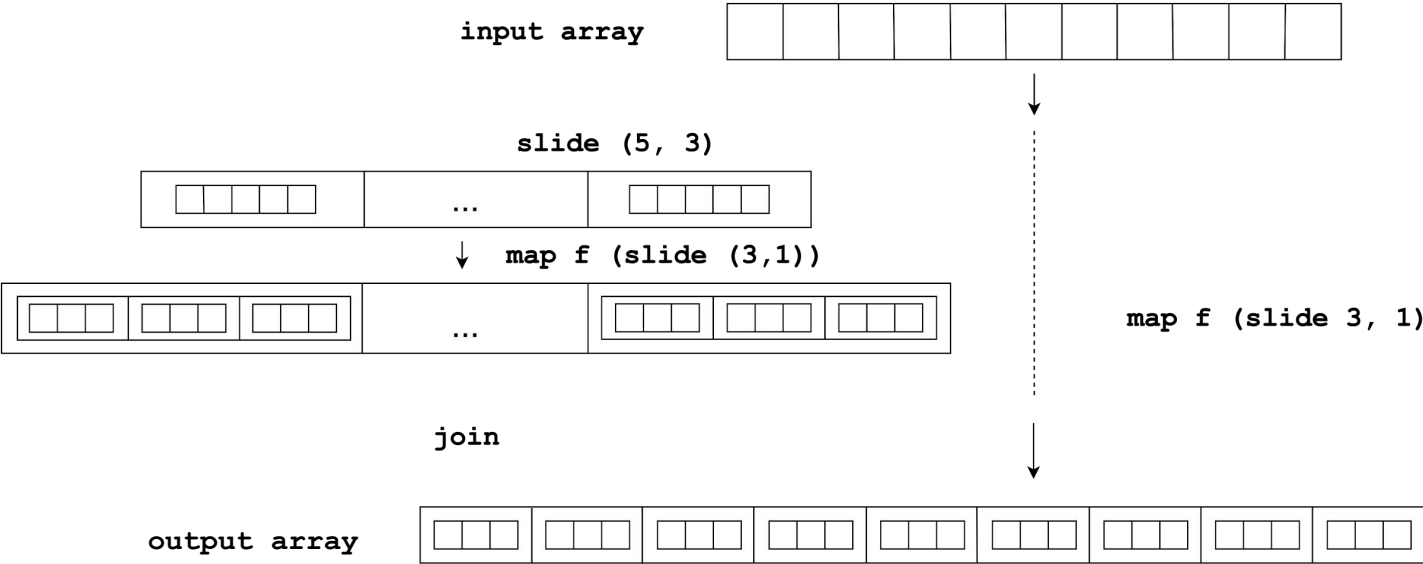 input array
slide (5, 3)
...
...
map f (slide (3,1))
map f (slide 3, 1)
join
output array